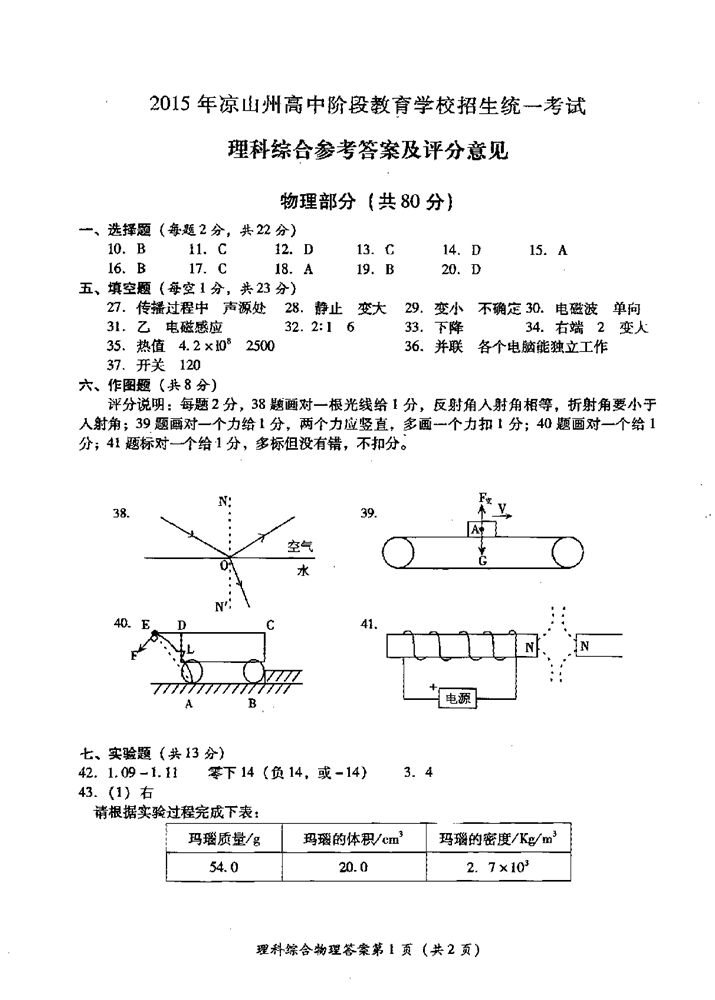 2015年凉山州高中阶段教育学校招生统一考试
理科综合参考答案及评分意见
物理部分(共80分)
一、选择题(每题2分，共22分)
10．B 11．C 12．D 13．C 14．D 15．A
16．B 17．C 18．A 19．B 20．D
五、填空题(每空1分，共23分)
27．传播过程中 声源处 28．静止 变大 29．变小 不确定 30．电磁波 单向
31．乙 电磁感应 32．2∶1 6 33．下降 34．右端 2 变大
35．热值 4.2×10⁸ 2500 36．并联 各个电脑能独立工作
37．开关 120
六、作图题(共8分)
评分说明：每题2分，38题画对一根光线给1分，反射角入射角相等，折射角要小于
入射角；39题画对一个力给1分，两个力应竖直，多画一个力扣1分；40题画对一个给1
分；41题标对一个给1分，多标但没有错，不扣分。
38.
N
空气
O
水
N′
39.
F支
V
A
G
40.
E D C
F
L
A B
41.
N N
+
电源
七、实验题(共13分)
42．1.09－1.11 零下14(负14，或－14) 3．4
43．(1)右
请根据实验过程完成下表：
玛瑙质量/g 玛瑙的体积/cm³ 玛瑙的密度/Kg/m³
54.0 20.0 2．7×10³
理科综合物理答案第1页(共2页)